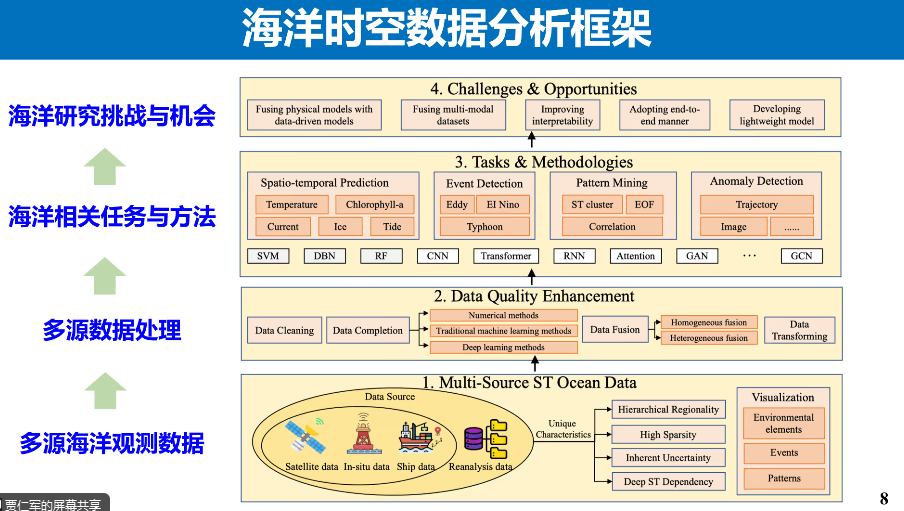 海洋时空数据分析框架
海洋研究挑战与机会
海洋相关任务与方法
多源数据处理
多源海洋观测数据
4. Challenges & Opportunities
Fusing physical models with
data-driven models
Fusing multi-modal
datasets
Improving
interpretability
Adopting end-to-
end manner
Developing
lightweight model
3. Tasks & Methodologies
Spatio-temporal Prediction
Temperature
Chlorophyll-a
Current
Ice
Tide
Event Detection
Eddy
EI Nino
Typhoon
Pattern Mining
ST cluster
EOF
Correlation
Anomaly Detection
Trajectory
Image
......
SVM
DBN
RF
CNN
Transformer
RNN
Attention
GAN
...
GCN
2. Data Quality Enhancement
Data Cleaning
Data Completion
Numerical methods
Traditional machine learning methods
Deep learning methods
Data Fusion
Homogeneous fusion
Heterogeneous fusion
Data
Transforming
1. Multi-Source ST Ocean Data
Data Source
Satellite data
In-situ data
Ship data
Reanalysis data
Unique
Characteristics
Hierarchical Regionality
High Sparsity
Inherent Uncertainty
Deep ST Dependency
Visualization
Environmental
elements
Events
Patterns
贾仁军的屏幕共享
8